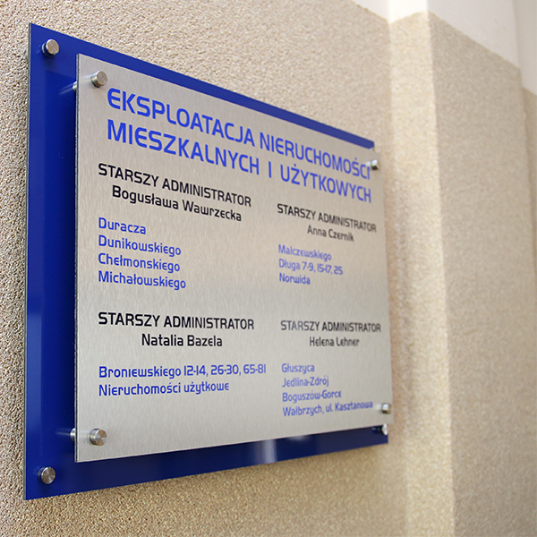 EKSPLOATACJA NIERUCHOMOŚCI
MIESZKALNYCH I UŻYTKOWYCH
STARSZY ADMINISTRATOR
Bogusława Wawrzecka
Duracza
Dunikowskiego
Chełmonskiego
Michałowskiego
STARSZY ADMINISTRATOR
Anna Czernik
Malczewskiego
Długa 7-9, 15-17, 25
Norwida
STARSZY ADMINISTRATOR
Natalia Bazela
Broniewskiego 12-14, 26-30, 65-81
Nieruchomości użytkowe
STARSZY ADMINISTRATOR
Helena Lehner
Głuszyca
Jedlina-Zdrój
Boguszów-Gorce
Wałbrzych, ul. Kasztanowa